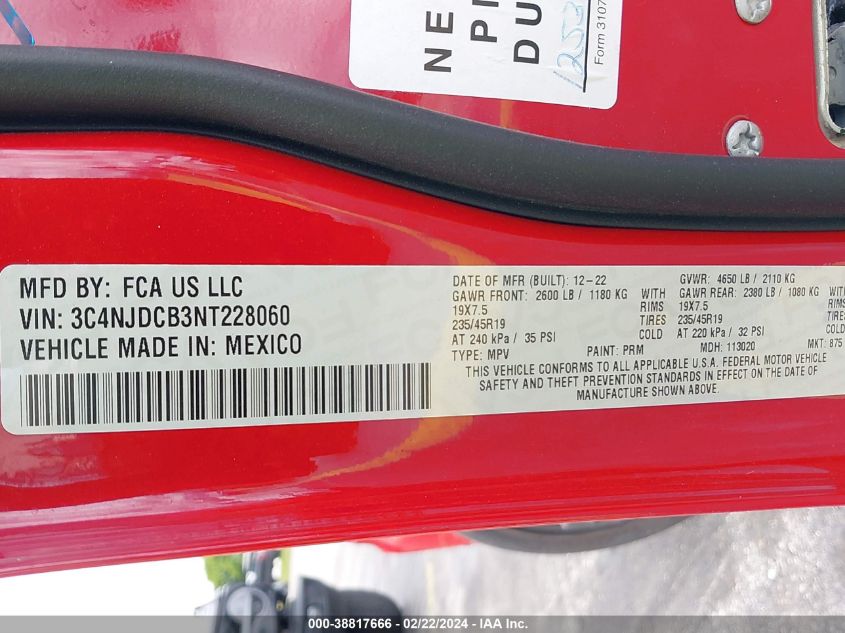 NE
PR
DU
1253
Form 3107
MFD BY: FCA US LLC
VIN: 3C4NJDCB3NT228060
VEHICLE MADE IN: MEXICO
DATE OF MFR (BUILT): 12-22 GVWR: 4650 LB / 2110 KG
GAWR FRONT: 2600 LB / 1180 KG WITH GAWR REAR: 2380 LB / 1080 KG
19X7.5 RIMS 19X7.5
235/45R19 TIRES 235/45R19
AT 240 kPa / 35 PSI COLD AT 220 kPa / 32 PSI
TYPE: MPV PAINT: PRM MDH: 113020 MKT: 875
THIS VEHICLE CONFORMS TO ALL APPLICABLE U.S.A. FEDERAL MOTOR VEHICLE
SAFETY AND THEFT PREVENTION STANDARDS IN EFFECT ON THE DATE OF
MANUFACTURE SHOWN ABOVE.
000-38817666 - 02/22/2024 - IAA Inc.